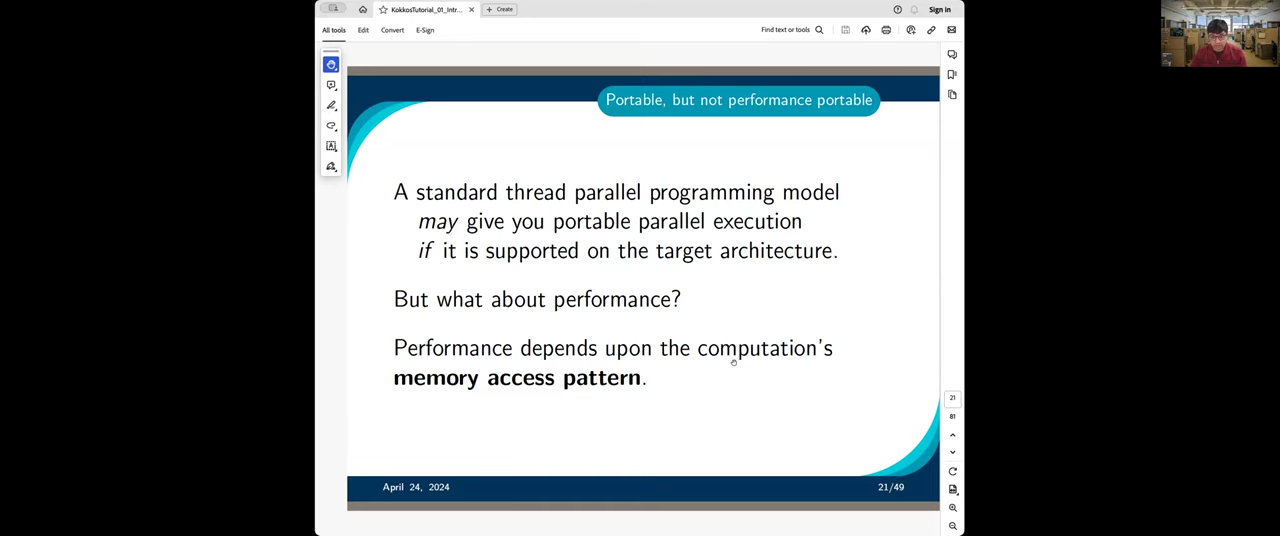 KokkosTutorial_01_Intr...
Create
Sign in
All tools
Edit
Convert
E-Sign
Find text or tools
Portable, but not performance portable
A standard thread parallel programming model
may give you portable parallel execution
if it is supported on the target architecture.
But what about performance?
Performance depends upon the computation's
memory access pattern.
21
81
April 24, 2024
21/49